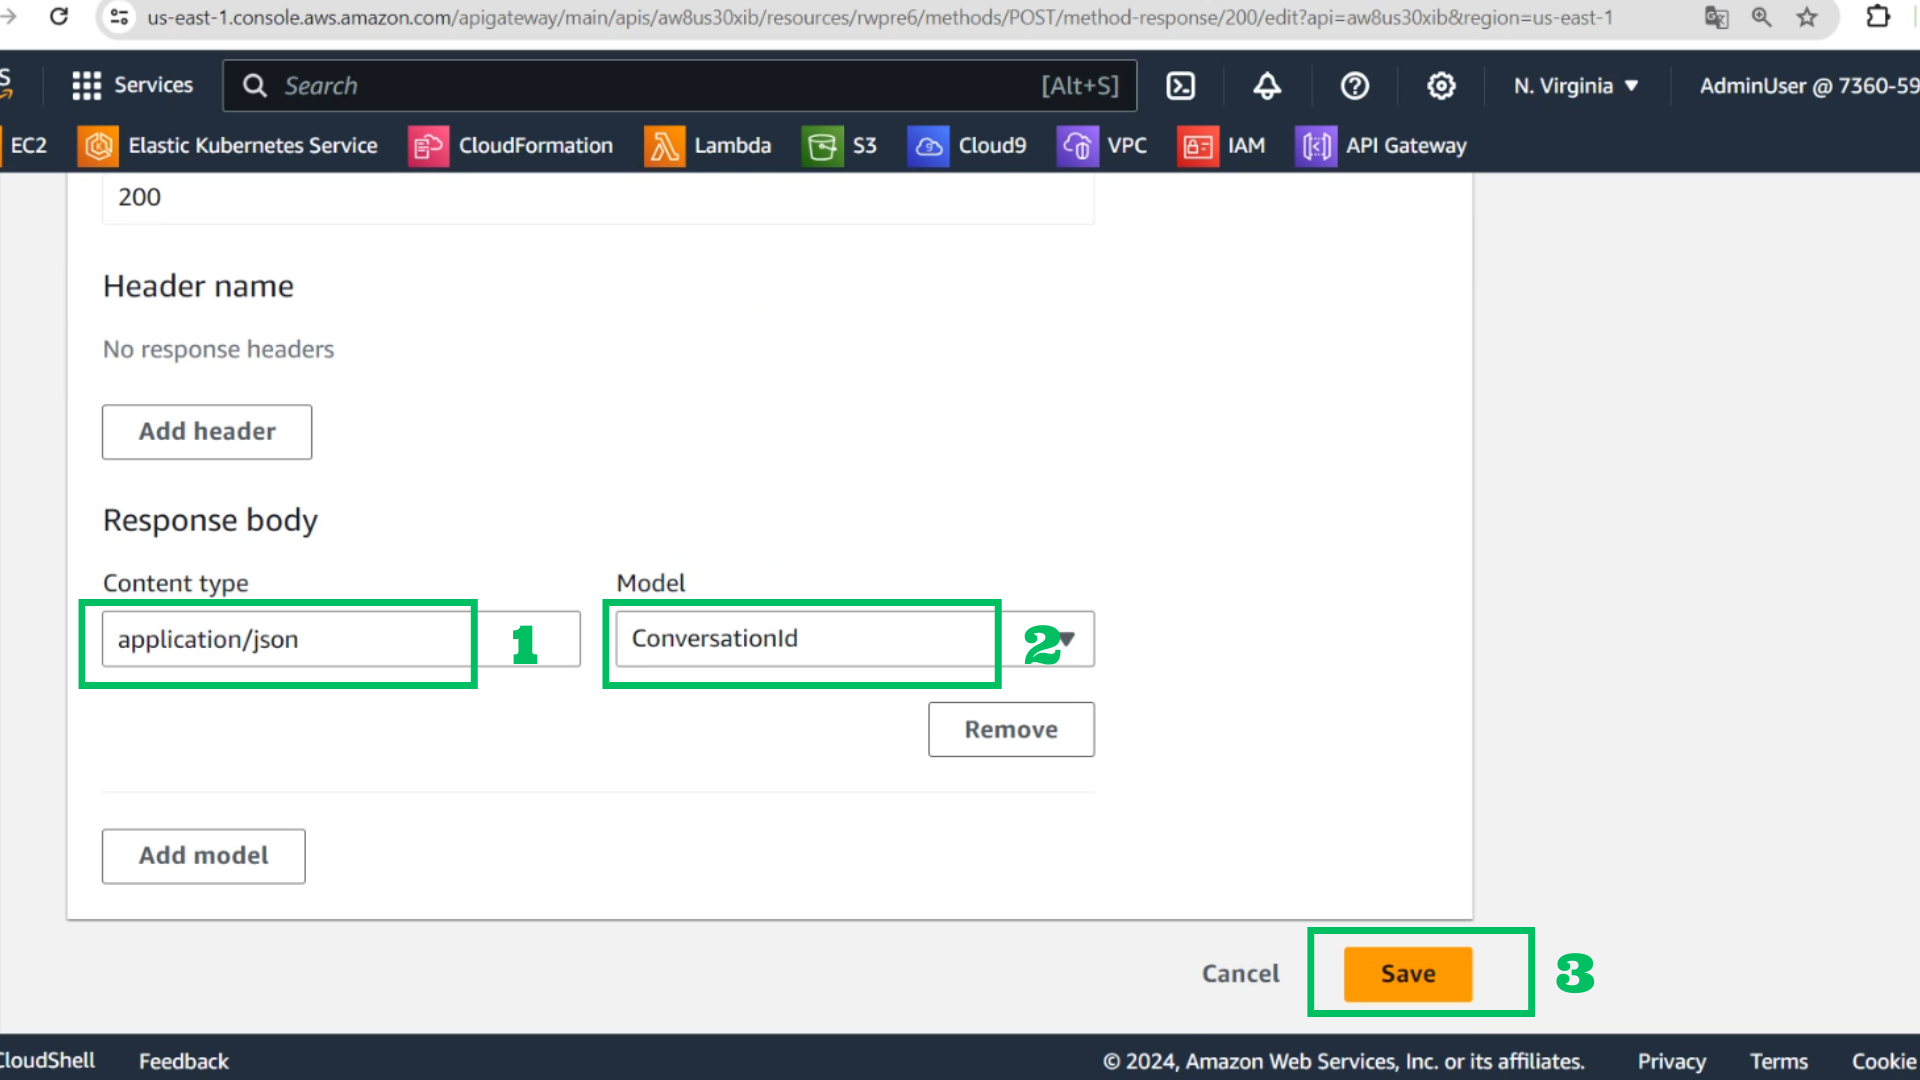 us-east-1.console.aws.amazon.com/apigateway/main/apis/aw8us30xib/resources/rwpre6/methods/POST/method-response/200/edit?api=aw8us30xib&region=us-east-1
Services
Search
[Alt+S]
N. Virginia
AdminUser @ 7360-59
EC2
Elastic Kubernetes Service
CloudFormation
Lambda
S3
Cloud9
VPC
IAM
API Gateway
200
Header name
No response headers
Add header
Response body
Content type
Model
application/json
1
ConversationId
2
Remove
Add model
Cancel
Save
3
CloudShell
Feedback
© 2024, Amazon Web Services, Inc. or its affiliates.
Privacy
Terms
Cookie